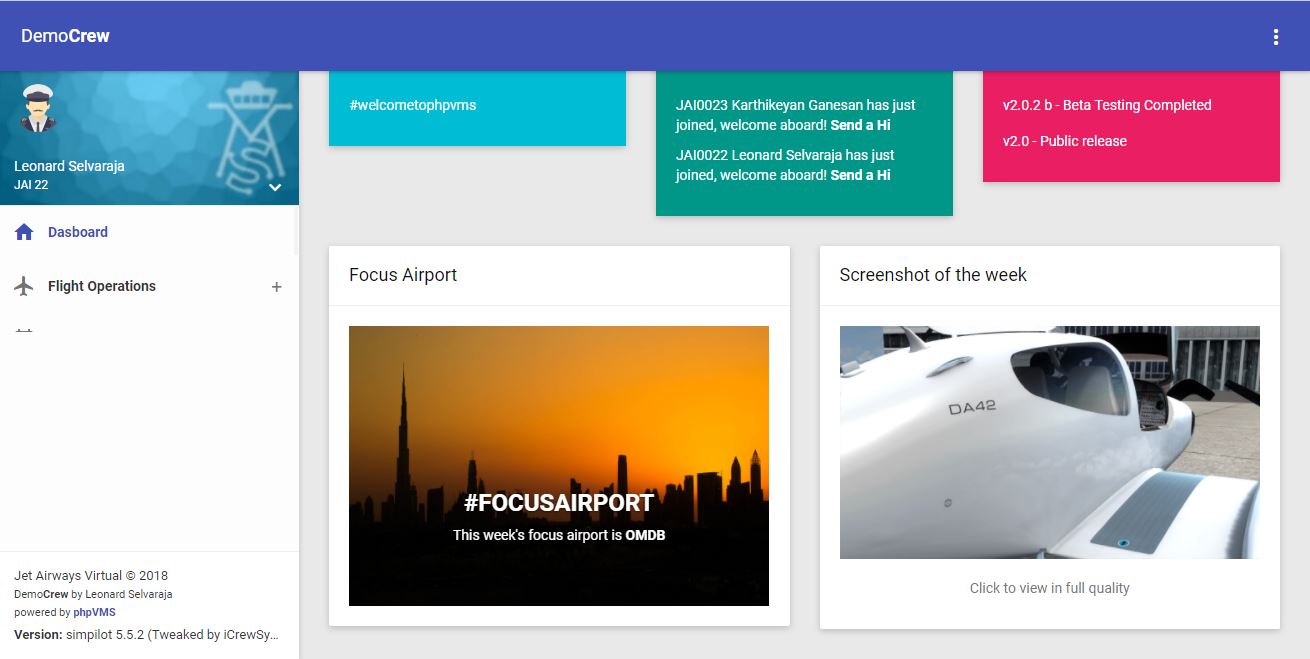 DemoCrew
Leonard Selvaraja
JAI 22
Dasboard
Flight Operations
+
Jet Airways Virtual © 2018
DemoCrew by Leonard Selvaraja
powered by phpVMS
Version: simpilot 5.5.2 (Tweaked by iCrewSy...
#welcometophpvms
JAI0023 Karthikeyan Ganesan has just
joined, welcome aboard! Send a Hi
JAI0022 Leonard Selvaraja has just
joined, welcome aboard! Send a Hi
v2.0.2 b - Beta Testing Completed
v2.0 - Public release
Focus Airport
#FOCUSAIRPORT
This week's focus airport is OMDB
Screenshot of the week
DA42
Click to view in full quality